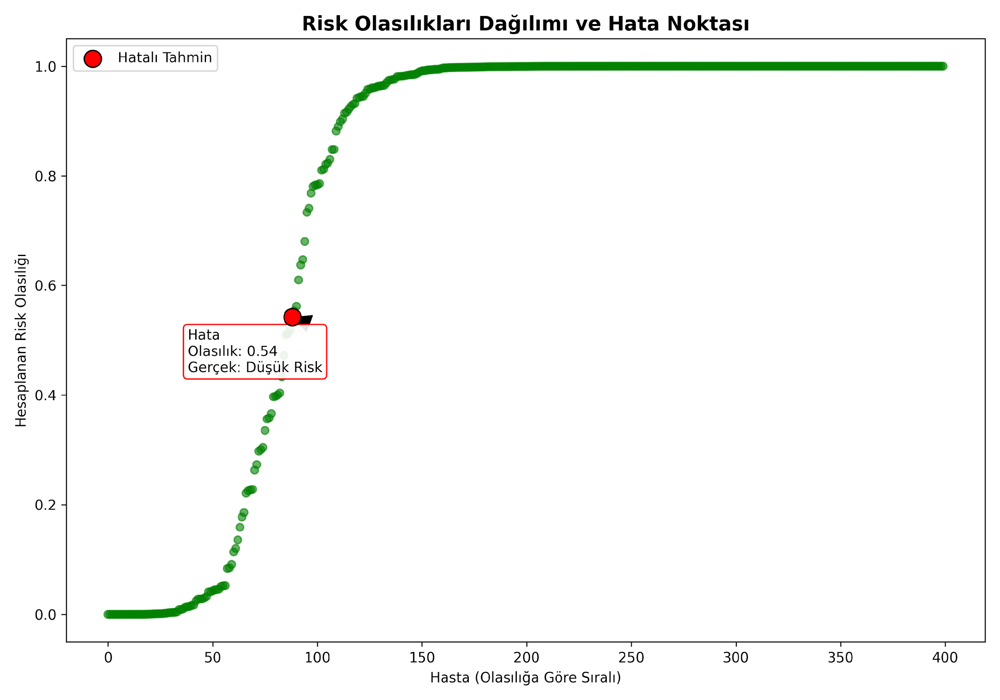 Risk Olasılıkları Dağılımı ve Hata Noktası
Hatalı Tahmin
1.0
0.8
0.6
0.4
0.2
0.0
Hesaplanan Risk Olasılığı
Hata
Olasılık: 0.54
Gerçek: Düşük Risk
0 50 100 150 200 250 300 350 400
Hasta (Olasılığa Göre Sıralı)